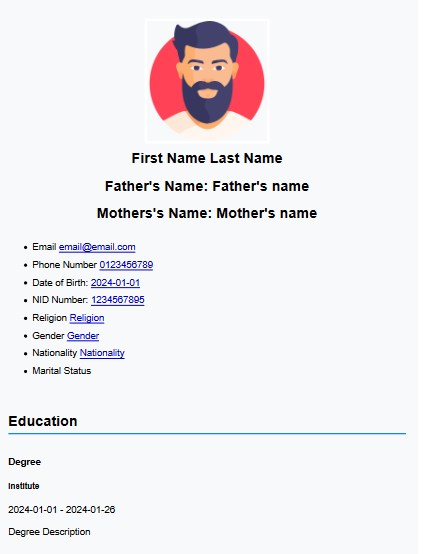 First Name Last Name
Father's Name: Father's name
Mothers's Name: Mother's name
Email email@email.com
Phone Number 0123456789
Date of Birth: 2024-01-01
NID Number: 1234567895
Religion Religion
Gender Gender
Nationality Nationality
Marital Status
Education
Degree
Institute
2024-01-01 - 2024-01-26
Degree Description